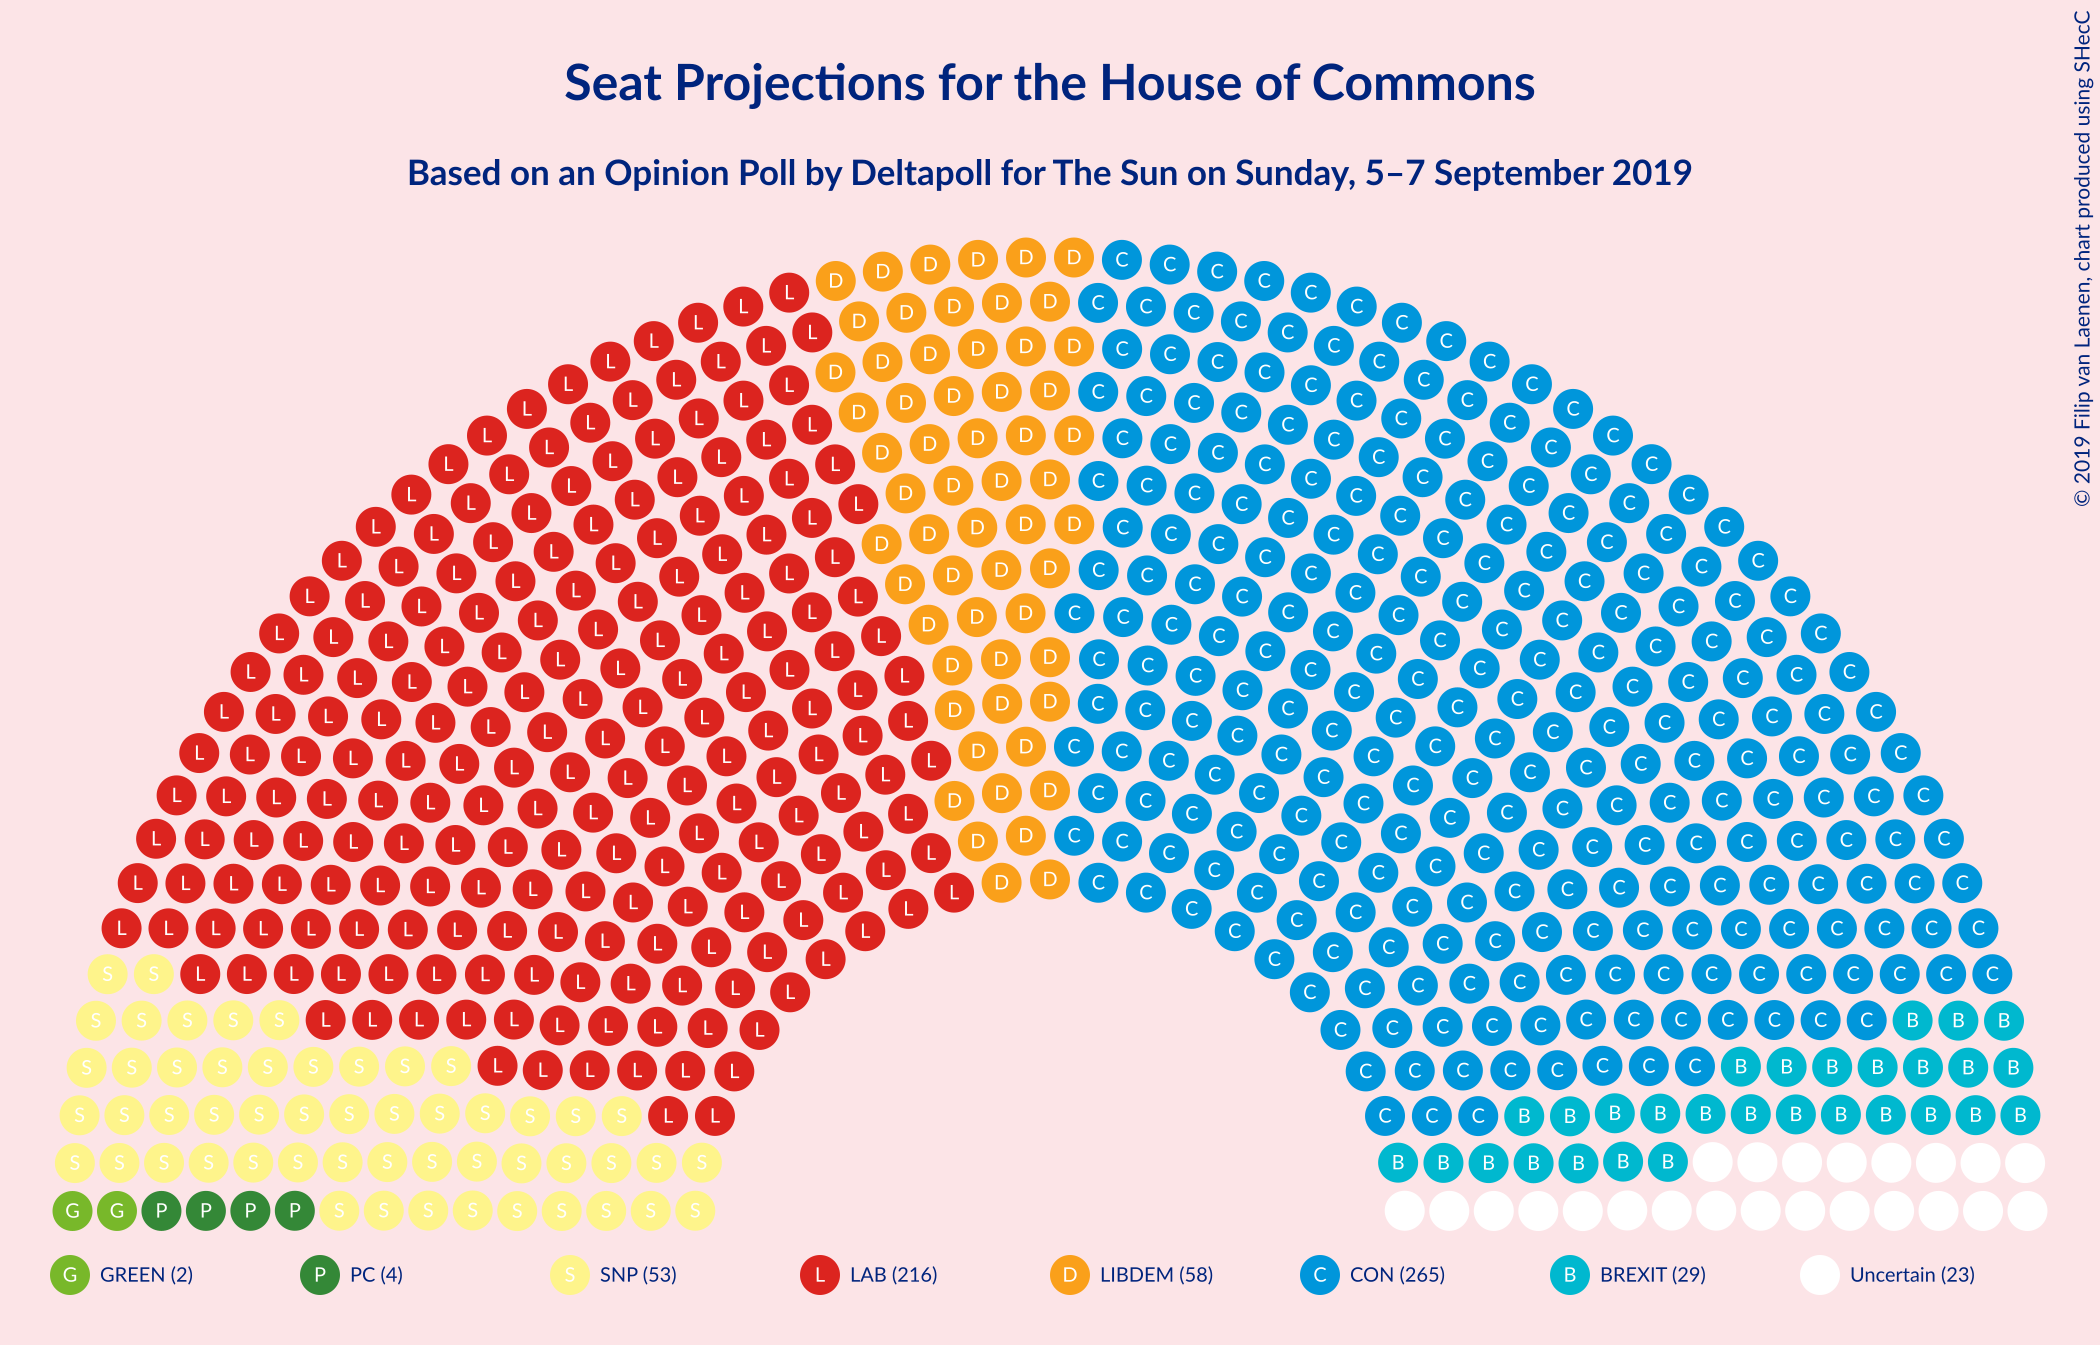 Seat Projections for the House of Commons
Based on an Opinion Poll by Deltapoll for The Sun on Sunday, 5–7 September 2019
© 2019 Filip van Laenen, chart produced using SHecC
G GREEN (2)
P PC (4)
S SNP (53)
L LAB (216)
D LIBDEM (58)
C CON (265)
B BREXIT (29)
Uncertain (23)